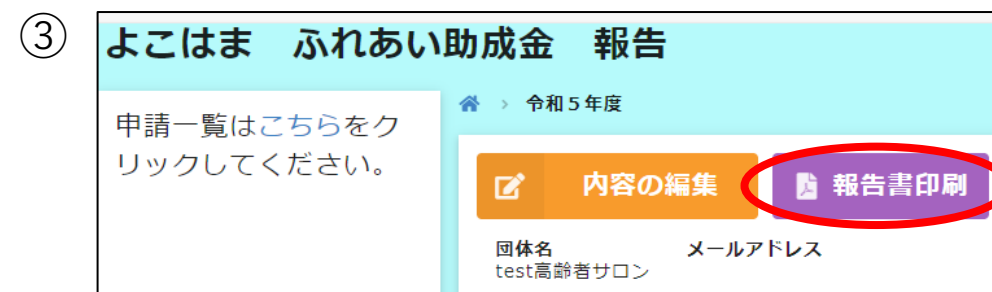 ③
よこはま　ふれあい助成金　報告
申請一覧はこちらをク
リックしてください。
令和５年度
内容の編集
報告書印刷
団体名
メールアドレス
test高齢者サロン